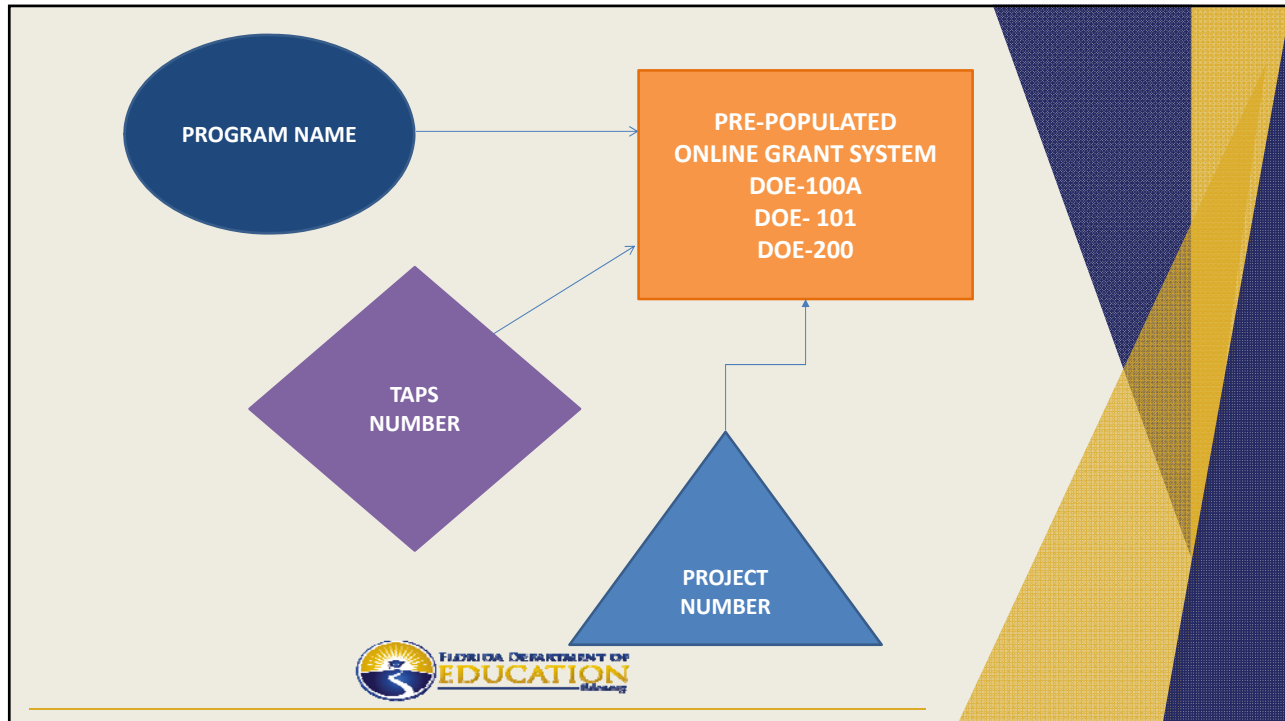 PROGRAM NAME
PRE-POPULATED
ONLINE GRANT SYSTEM
DOE-100A
DOE- 101
DOE-200
TAPS
NUMBER
PROJECT
NUMBER
FLORIDA DEPARTMENT OF
EDUCATION